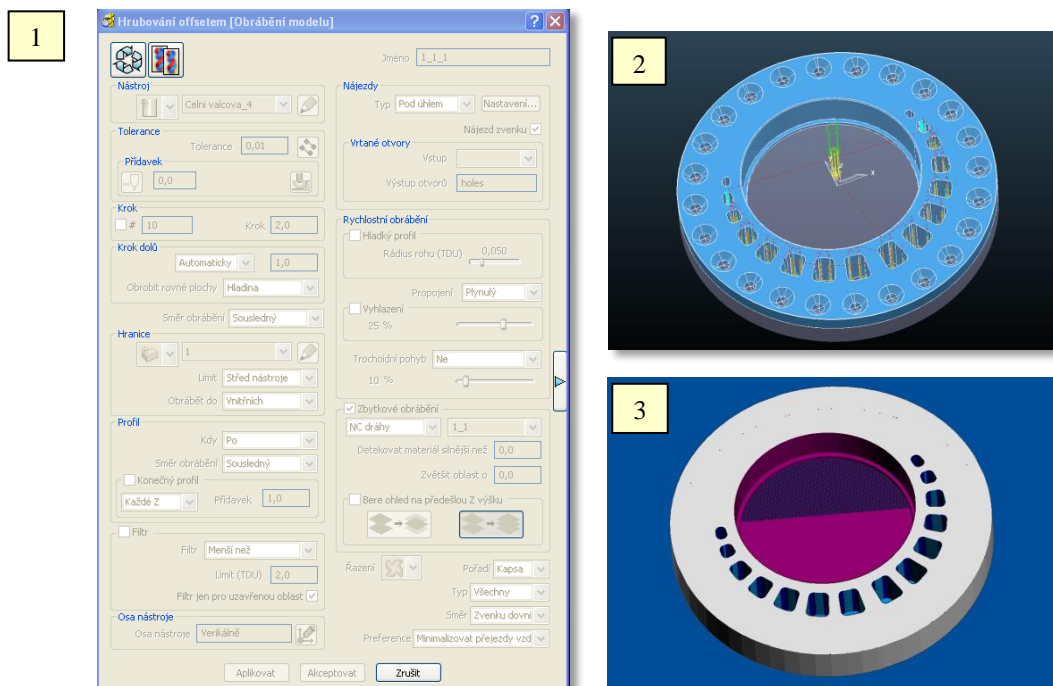 1
Hrubování offsetem [Obrábění modelu]
Jméno 1_1_1
Nástroj
Celni valcova_4
Tolerance
Tolerance 0,01
Přídavek
0,0
Krok
# 10 Krok 2,0
Krok dolů
Automaticky 1,0
Obrobit rovné plochy Hladina
Směr obrábění Sousledný
Hranice
1
Limit Střed nástroje
Obrábět do Vnitřních
Profil
Kdy Po
Směr obrábění Sousledný
Konečný profil
Každé Z Přídavek 1,0
Filtr
Filtr Menší než
Limit (TDU) 2,0
Filtr jen pro uzavřenou oblast
Osa nástroje
Osa nástroje Verikálně
Nájezdy
Typ Pod úhlem Nastavení...
Nájezd zvenku
Vrtané otvory
Vstup
Výstup otvorů holes
Rychlostní obrábění
Hladký profil
Rádius rohu (TDU) 0,050
Propojení Plynulý
Vyhlazení
25 %
Trochoidní pohyb Ne
10 %
Zbytkové obrábění
NC dráhy 1_1
Detekovat materiál silnější než 0,0
Zvětšit oblast o 0,0
Bere ohled na předešlou Z výšku
Řazení Pořadí Kapsa
Typ Všechny
Směr Zvenku dovni
Preference Minimalizovat přejezdy vzd
Aplikovat Akceptovat Zrušit
2
x
3